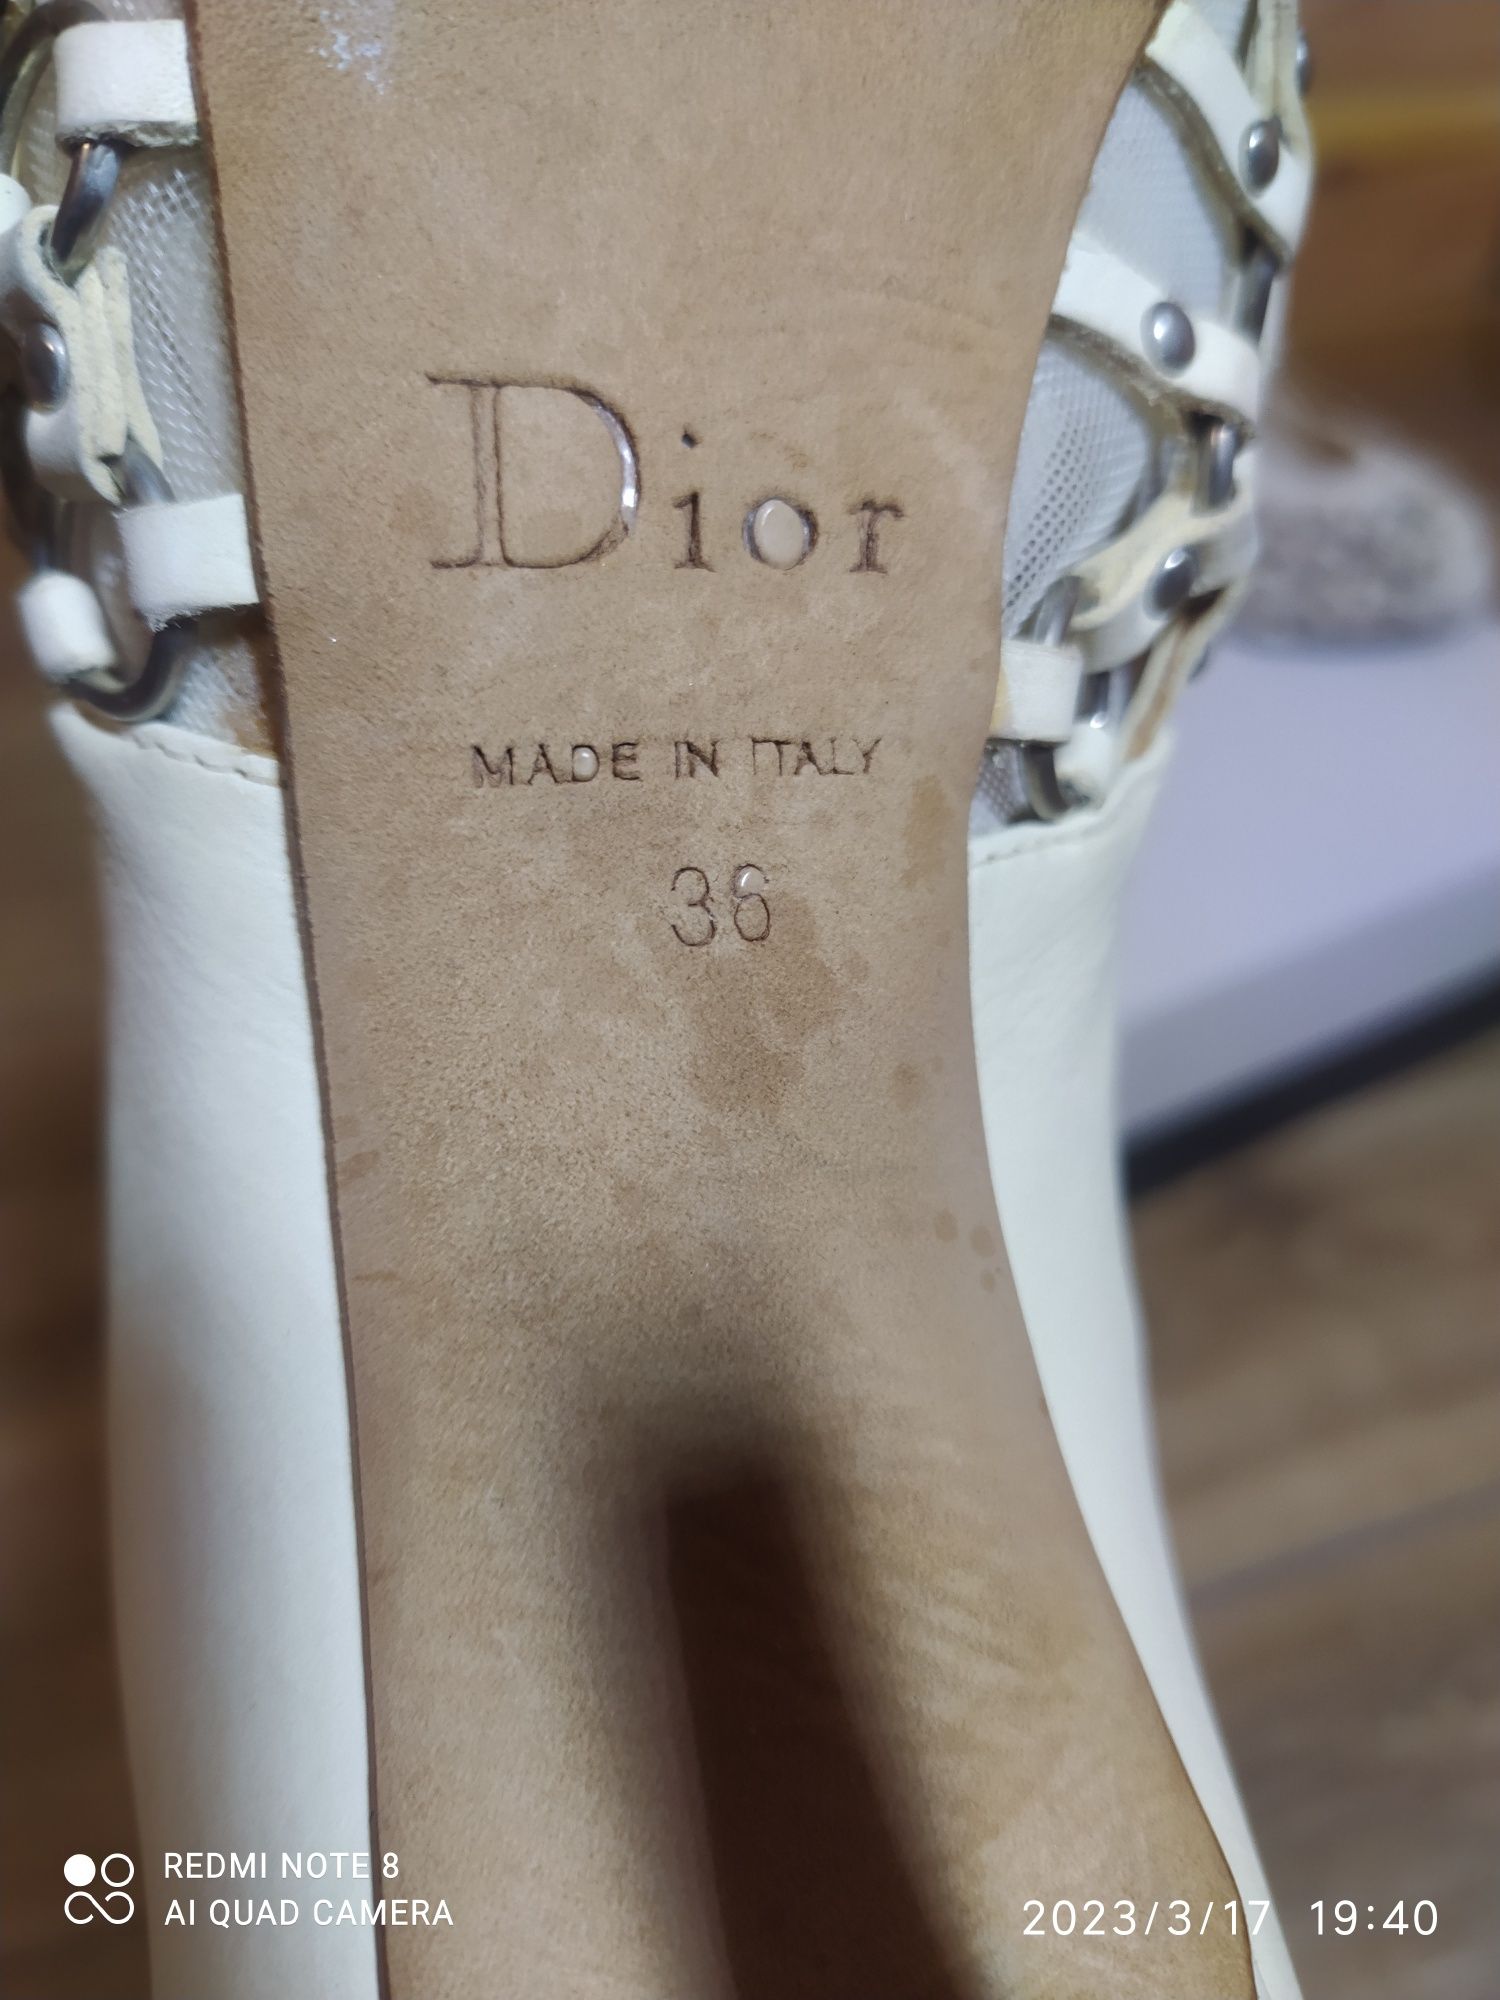 Dior
MADE IN ITALY
36
REDMI NOTE 8
AI QUAD CAMERA
2023/3/17 19:40